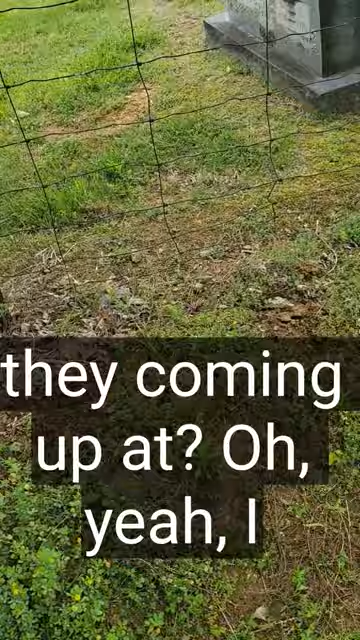 they coming
up at? Oh,
yeah, I